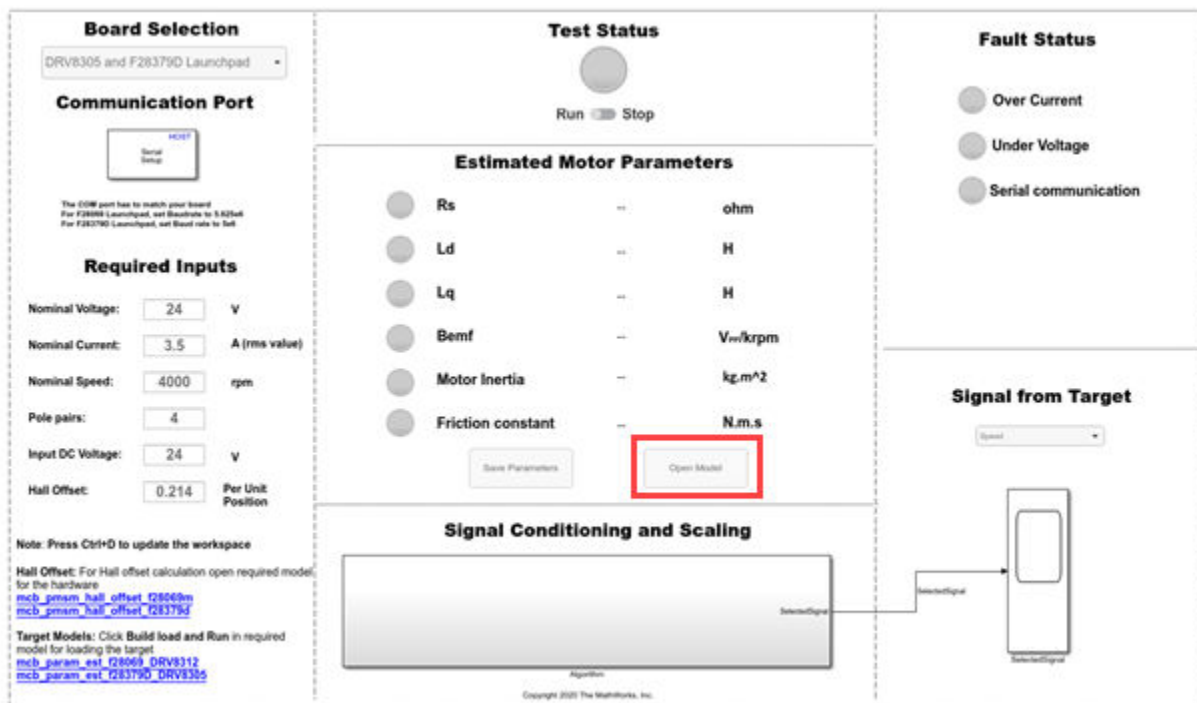 Board Selection
DRV8305 and F28379D Launchpad
Communication Port
HOST
Serial
Setup
The COM port has to match your board
For F28069 Launchpad, set Baudrate to 5.625e6
For F28379D Launchpad, set Baud rate to 5e6
Required Inputs
Nominal Voltage: 24 V
Nominal Current: 3.5 A (rms value)
Nominal Speed: 4000 rpm
Pole pairs: 4
Input DC Voltage: 24 V
Hall Offset: 0.214 Per Unit
Position
Note: Press Ctrl+D to update the workspace
Hall Offset: For Hall offset calculation open required model
for the hardware
mcb_pmsm_hall_offset_f28069m
mcb_pmsm_hall_offset_f28379d
Target Models: Click Build load and Run in required
model for loading the target
mcb_param_est_f28069_DRV8312
mcb_param_est_f28379D_DRV8305
Test Status
Run Stop
Estimated Motor Parameters
Rs -- ohm
Ld -- H
Lq -- H
Bemf -- VPP/krpm
Motor Inertia -- kg.m^2
Friction constant -- N.m.s
Save Parameters Open Model
Signal Conditioning and Scaling
SelectedSignal
Algorithm
Copyright 2020 The MathWorks, Inc.
Fault Status
Over Current
Under Voltage
Serial communication
Signal from Target
Speed
SelectedSignal
SelectedSignal